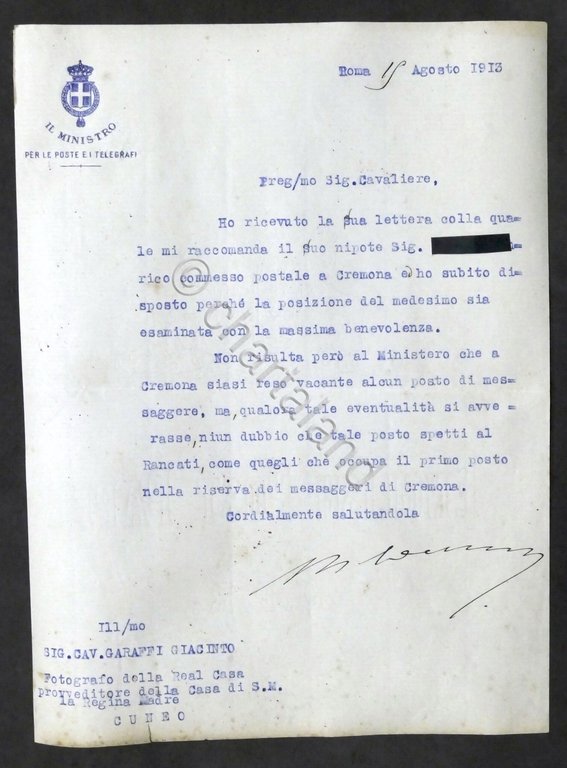 IL MINISTRO
PER LE POSTE E I TELEGRAFI
Roma 15 Agosto 1913
Preg/mo Sig.Cavaliere,
Ho ricevuto la Sua lettera colla qua=
le mi raccomanda il Suo nipote Sig.
rico commesso postale a Cremona e ho subito di=
sposto perché la posizione del medesimo sia
esaminata con la massima benevolenza.
Non risulta però al Ministero che a
Cremona siasi reso vacante alcun posto di mes=
saggere, ma,qualora tale eventualità si avve=
rasse,niun dubbio che tale posto spetti al
Rancati,come quegli che occupa il primo posto
nella riserva dei messaggeri di Cremona.
Cordialmente salutandola
Ill/mo
SIG.CAV.GARAFFI GIACINTO
Fotografo della Real Casa
provveditore della Casa di S.M.
la Regina Madre
CUNEO
© chartaland